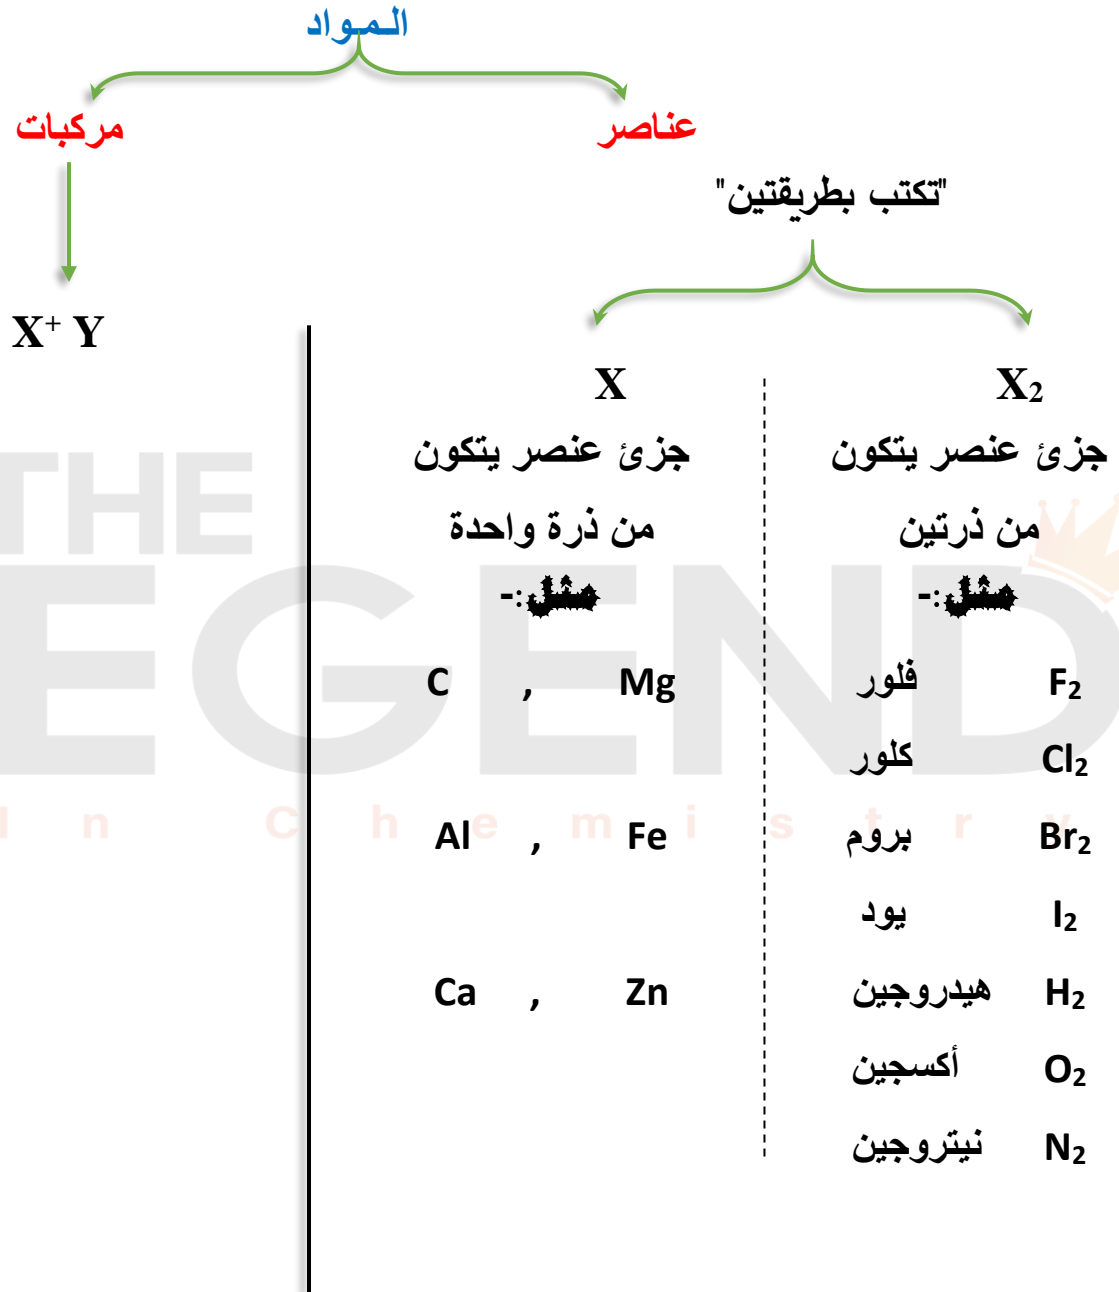 الـمـواد
عناصر
مركبات
"تكتب بطريقتين"
X₂
جزئ عنصر يتكون
من ذرتين
مثل:-
F₂ فلور
Cl₂ كلور
Br₂ بروم
I₂ يود
H₂ هيدروجين
O₂ أكسجين
N₂ نيتروجين
X
جزئ عنصر يتكون
من ذرة واحدة
مثل:-
C , Mg
Al , Fe
Ca , Zn
X⁺ Y
THE
EGEND
In Chemistry